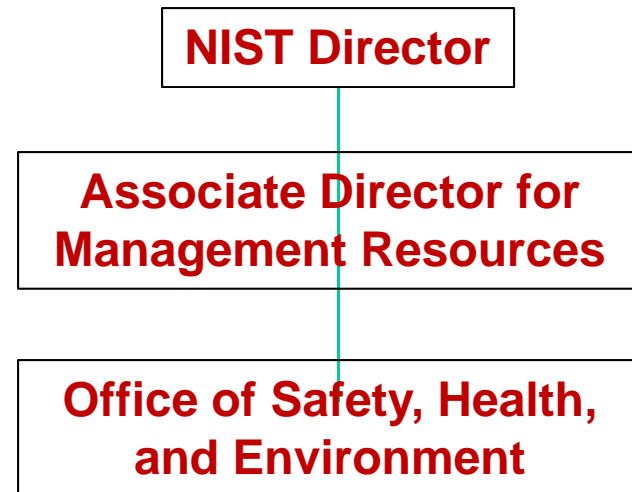 NIST Director
Associate Director for
Management Resources
Office of Safety, Health,
and Environment